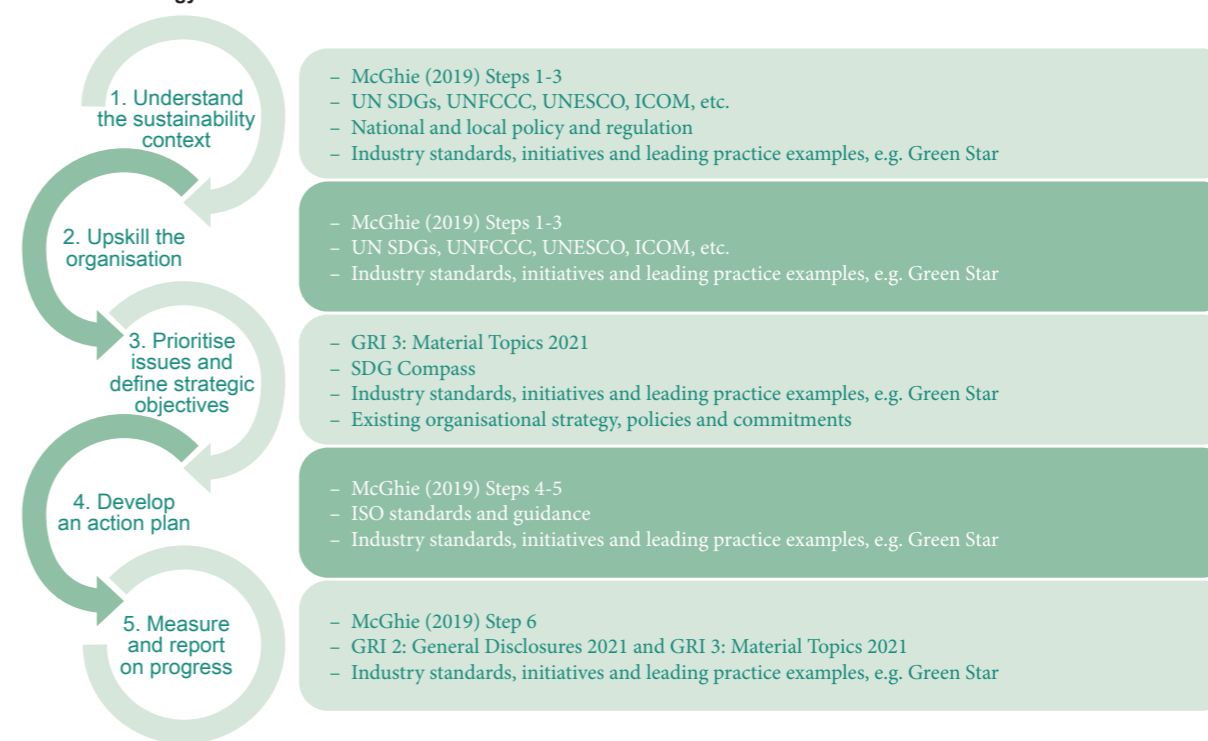 1. Understand
the sustainability
context
– McGhie (2019) Steps 1-3
– UN SDGs, UNFCCC, UNESCO, ICOM, etc.
– National and local policy and regulation
– Industry standards, initiatives and leading practice examples, e.g. Green Star
2. Upskill the
organisation
– McGhie (2019) Steps 1-3
– UN SDGs, UNFCCC, UNESCO, ICOM, etc.
– Industry standards, initiatives and leading practice examples, e.g. Green Star
3. Prioritise
issues and
define strategic
objectives
– GRI 3: Material Topics 2021
– SDG Compass
– Industry standards, initiatives and leading practice examples, e.g. Green Star
– Existing organisational strategy, policies and commitments
4. Develop
an action plan
– McGhie (2019) Steps 4-5
– ISO standards and guidance
– Industry standards, initiatives and leading practice examples, e.g. Green Star
5. Measure
and report
on progress
– McGhie (2019) Step 6
– GRI 2: General Disclosures 2021 and GRI 3: Material Topics 2021
– Industry standards, initiatives and leading practice examples, e.g. Green Star